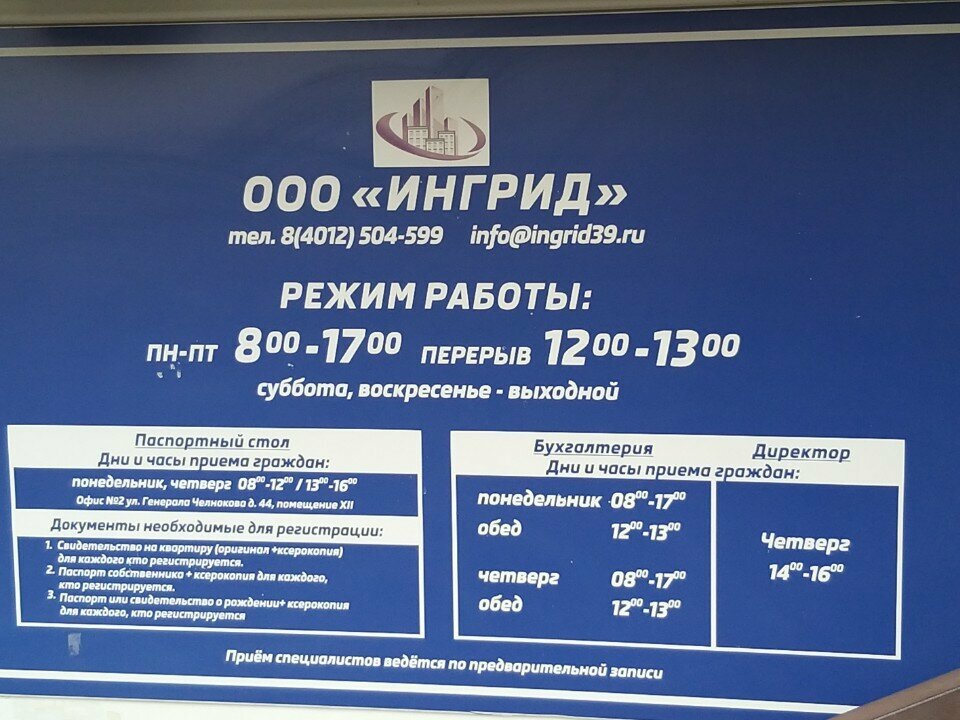 ООО «ИНГРИД»
тел. 8(4012) 504-599 info@ingrid39.ru
РЕЖИМ РАБОТЫ:
ПН-ПТ 8⁰⁰-17⁰⁰ ПЕРЕРЫВ 12⁰⁰-13⁰⁰
суббота, воскресенье - выходной
Паспортный стол
Дни и часы приема граждан:
понедельник, четверг 08⁰⁰-12⁰⁰ / 13⁰⁰-16⁰⁰
Офис №2 ул. Генерала Челнокова д. 44, помещение XII
Документы необходимые для регистрации:
1. Свидетельство на квартиру (оригинал +ксерокопия)
для каждого кто регистрируется.
2. Паспорт собственника + ксерокопия для каждого,
кто регистрируется.
3. Паспорт или свидетельство о рождении+ ксерокопия
для каждого, кто регистрируется
Бухгалтерия Директор
Дни и часы приема граждан:
понедельник 08⁰⁰-17⁰⁰
обед 12⁰⁰-13⁰⁰
четверг 08⁰⁰-17⁰⁰
обед 12⁰⁰-13⁰⁰
Четверг
14⁰⁰-16⁰⁰
Приём специалистов ведётся по предварительной записи